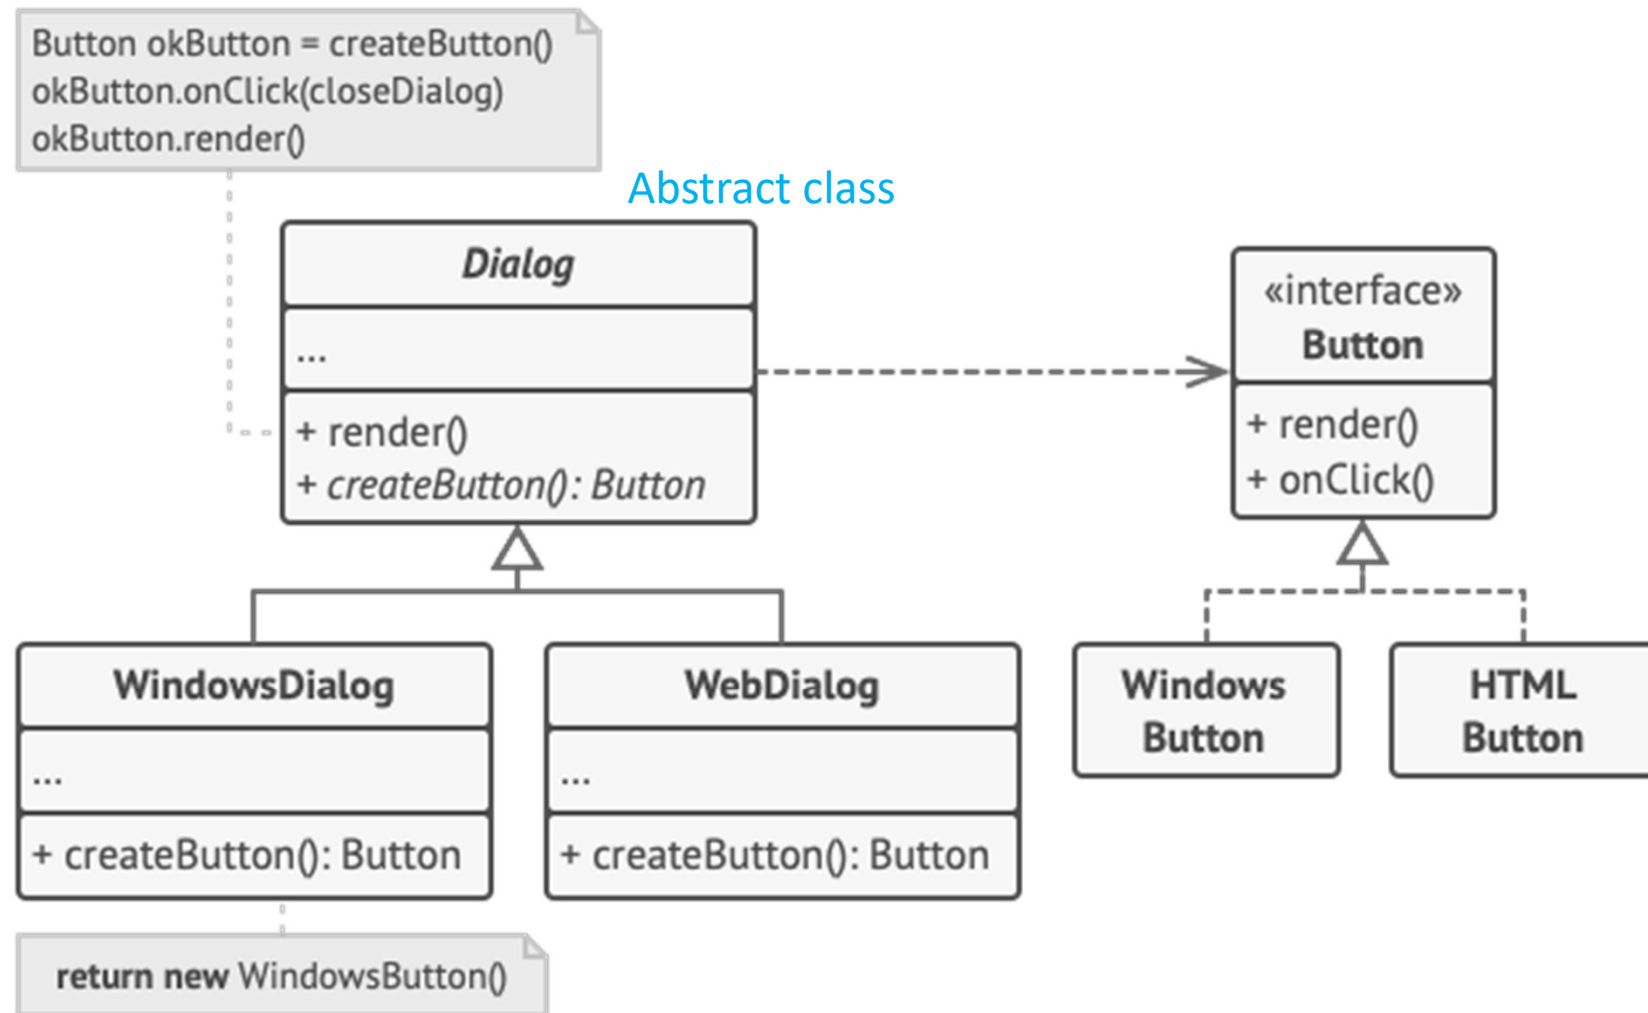 Button okButton = createButton()
okButton.onClick(closeDialog)
okButton.render()
Abstract class
Dialog
...
+ render()
+ createButton(): Button
«interface»
Button
+ render()
+ onClick()
WindowsDialog
...
+ createButton(): Button
WebDialog
...
+ createButton(): Button
Windows
Button
HTML
Button
return new WindowsButton()